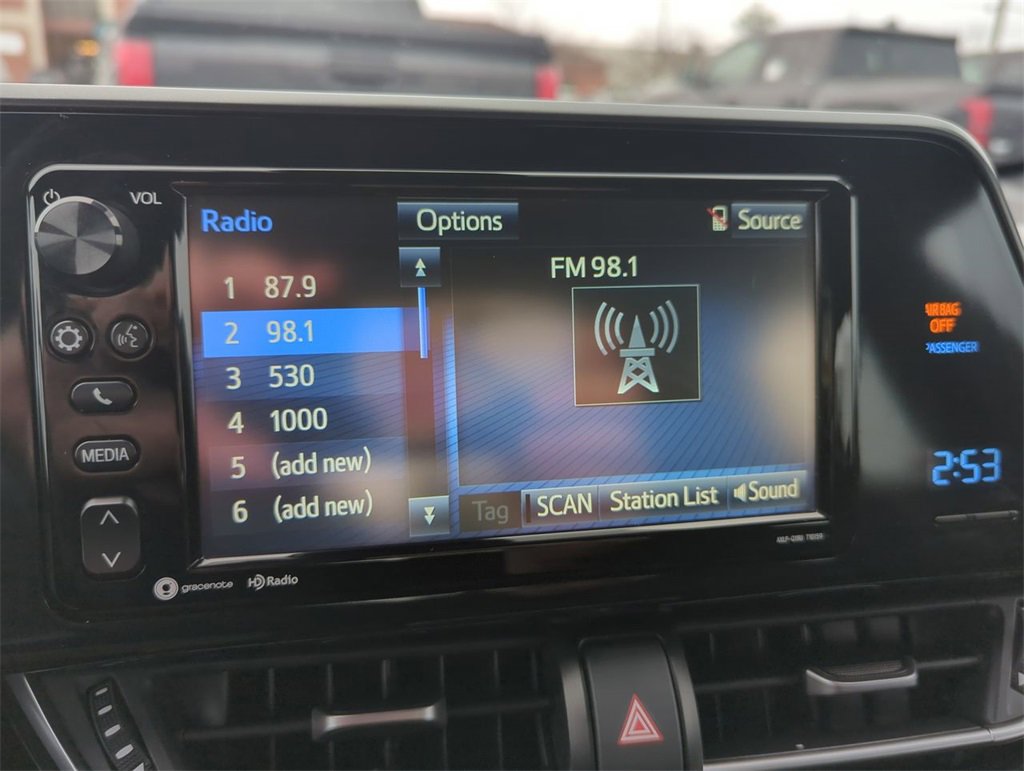 VOL
Radio
Options
Source
1 87.9
2 98.1
3 530
4 1000
5 (add new)
6 (add new)
FM 98.1
Tag
SCAN
Station List
Sound
MEDIA
gracenote
HD Radio
AIR BAG
OFF
PASSENGER
2:53